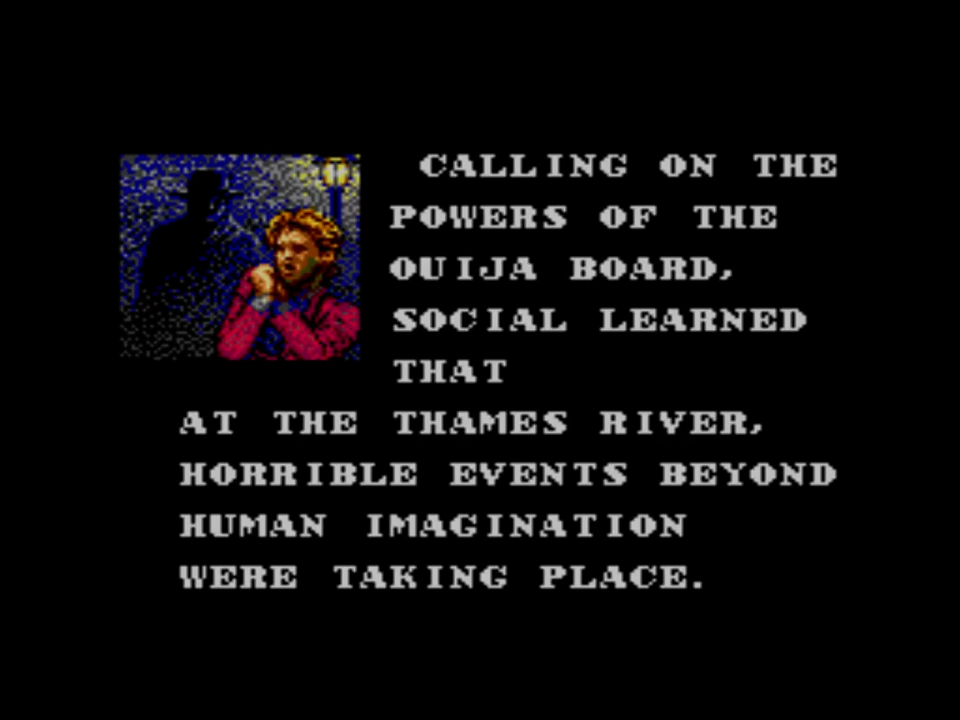 CALLING ON THE
POWERS OF THE
OUIJA BOARD,
SOCIAL LEARNED
THAT
AT THE THAMES RIVER,
HORRIBLE EVENTS BEYOND
HUMAN IMAGINATION
WERE TAKING PLACE.